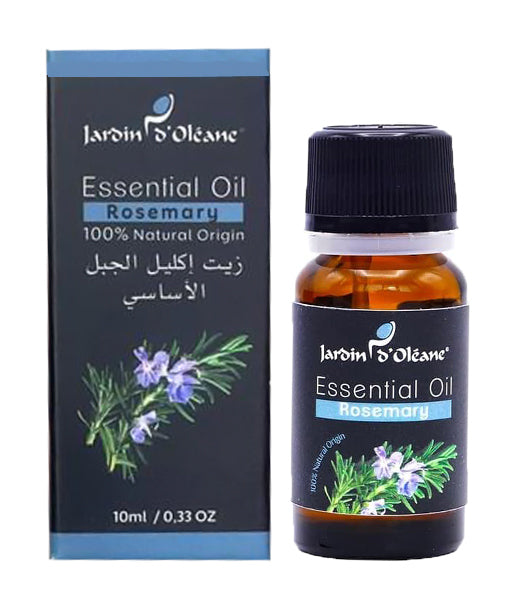 Jardin d'Oléane®
Essential Oil
Rosemary
100% Natural Origin
زيت إكليل الجبل
الأساسي
10ml / 0,33 OZ
Jardin d'Oléane®
Essential Oil
Rosemary
100% Natural Origin